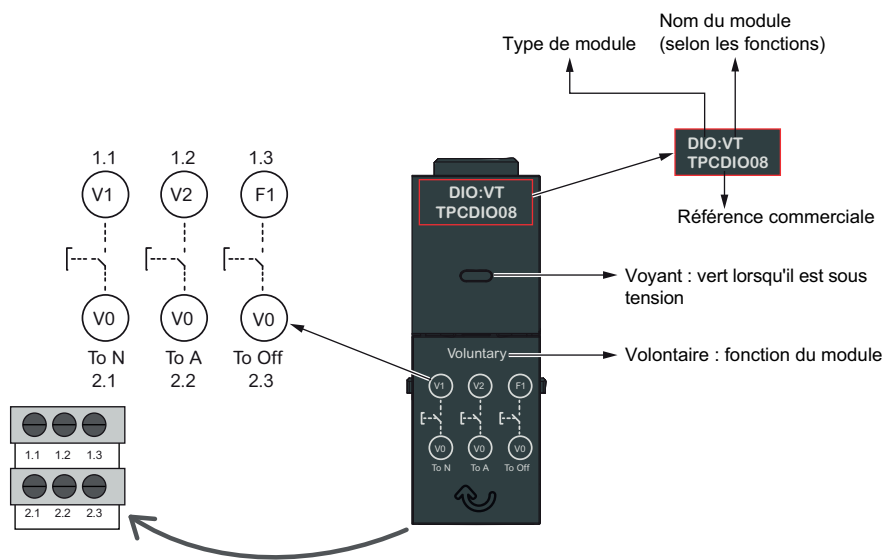 Type de module
Nom du module
(selon les fonctions)
DIO:VT
TPCDIO08
Référence commerciale
1.1 1.2 1.3
V1 V2 F1
V0 V0 V0
To N To A To Off
2.1 2.2 2.3
DIO:VT
TPCDIO08
Voyant : vert lorsqu'il est sous
tension
Voluntary
Volontaire : fonction du module
V1 V2 F1
V0 V0 V0
To N To A To Off
1.1 1.2 1.3
2.1 2.2 2.3